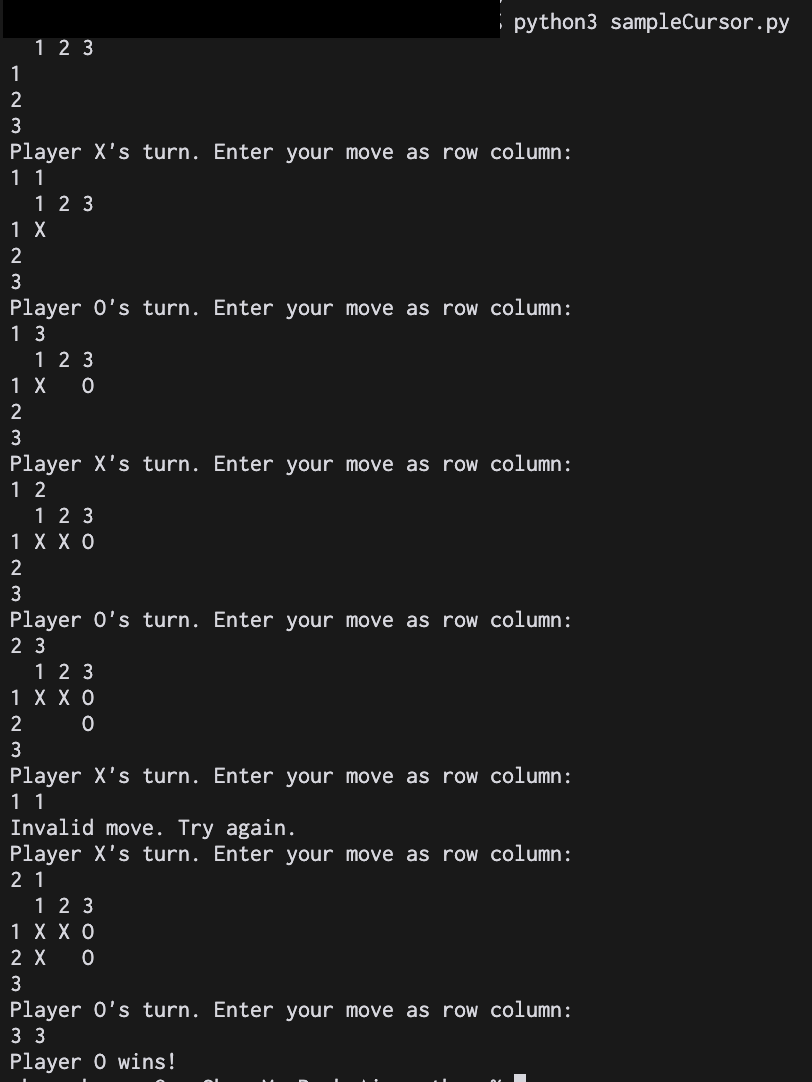 python3 sampleCursor.py
  1 2 3
1
2
3
Player X's turn. Enter your move as row column:
1 1
  1 2 3
1 X
2
3
Player O's turn. Enter your move as row column:
1 3
  1 2 3
1 X   O
2
3
Player X's turn. Enter your move as row column:
1 2
  1 2 3
1 X X O
2
3
Player O's turn. Enter your move as row column:
2 3
  1 2 3
1 X X O
2     O
3
Player X's turn. Enter your move as row column:
1 1
Invalid move. Try again.
Player X's turn. Enter your move as row column:
2 1
  1 2 3
1 X X O
2 X   O
3
Player O's turn. Enter your move as row column:
3 3
Player O wins!